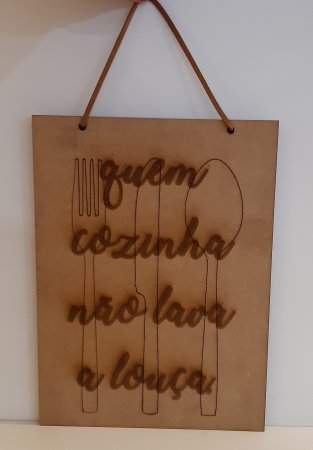 quem
cozinha
não lava
a louça!